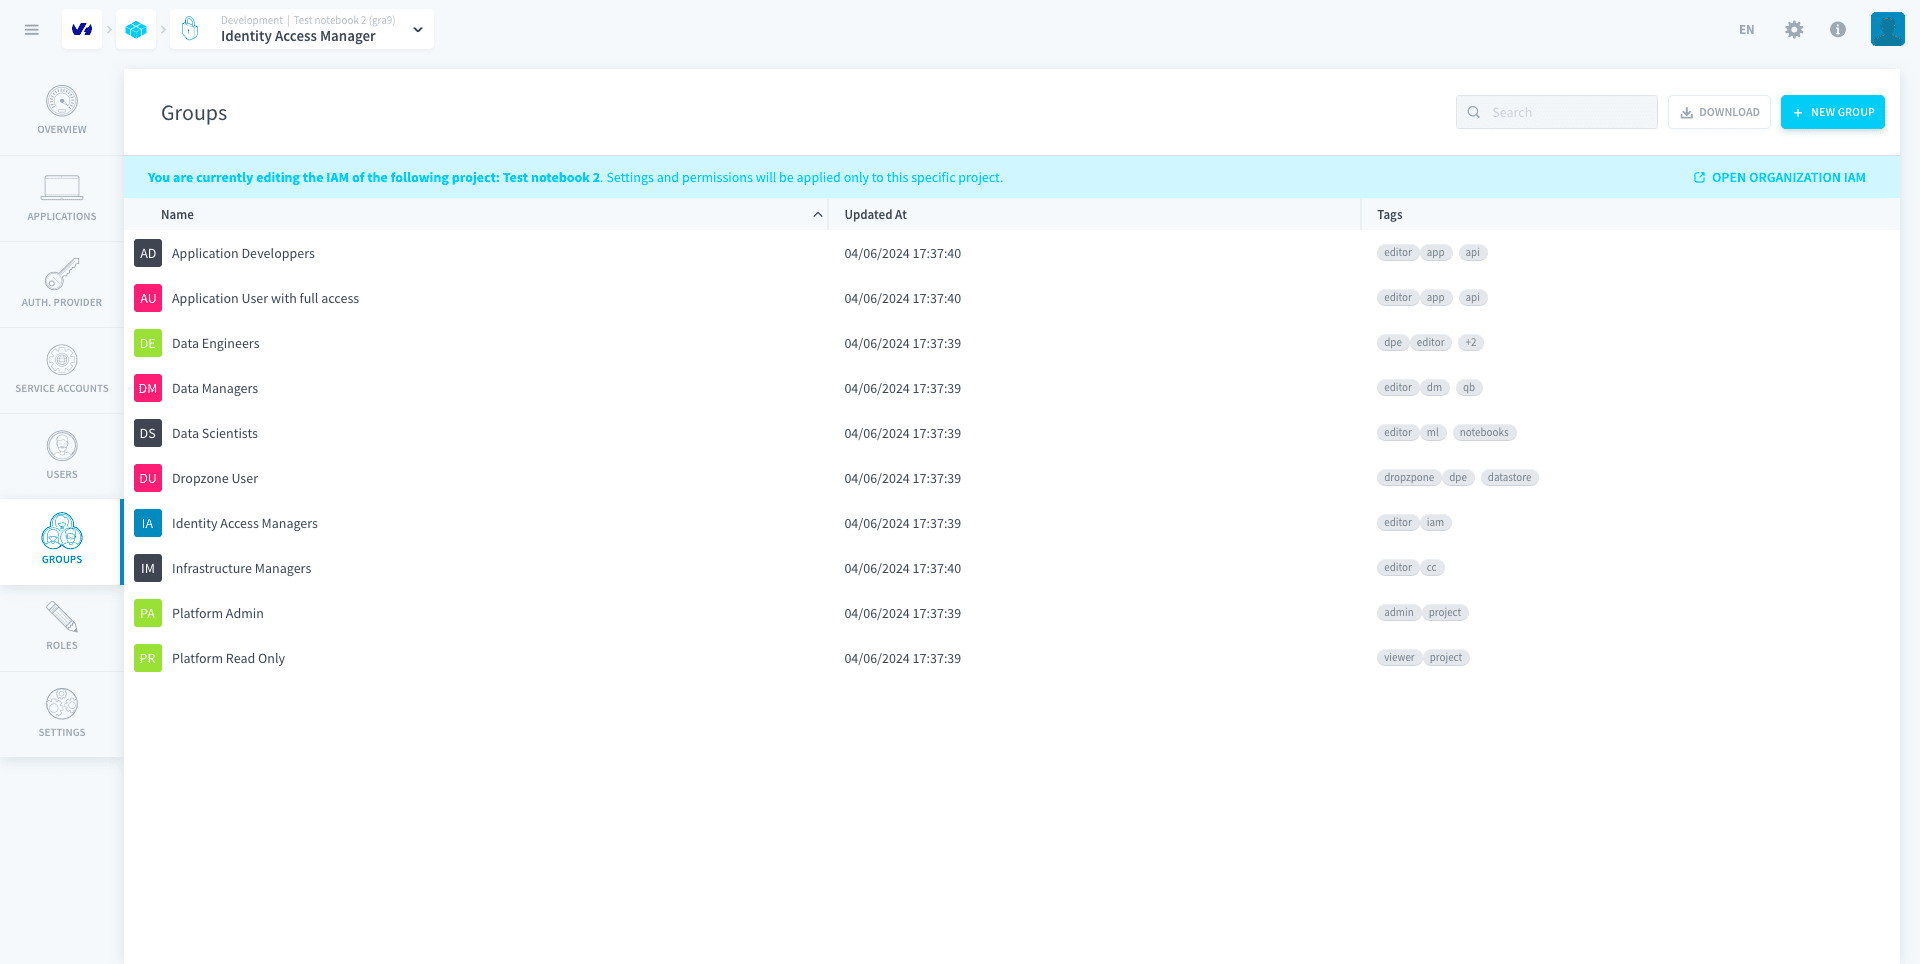 Development | Test notebook 2 (gra9)
Identity Access Manager
EN
OVERVIEW
APPLICATIONS
AUTH. PROVIDER
SERVICE ACCOUNTS
USERS
GROUPS
ROLES
SETTINGS
Groups
Search
DOWNLOAD
+ NEW GROUP
You are currently editing the IAM of the following project: Test notebook 2. Settings and permissions will be applied only to this specific project.
OPEN ORGANIZATION IAM
Name Updated At Tags
AD Application Developpers 04/06/2024 17:37:40 editor app api
AU Application User with full access 04/06/2024 17:37:40 editor app api
DE Data Engineers 04/06/2024 17:37:39 dpe editor +2
DM Data Managers 04/06/2024 17:37:39 editor dm qb
DS Data Scientists 04/06/2024 17:37:39 editor ml notebooks
DU Dropzone User 04/06/2024 17:37:39 dropzpone dpe datastore
IA Identity Access Managers 04/06/2024 17:37:39 editor iam
IM Infrastructure Managers 04/06/2024 17:37:40 editor cc
PA Platform Admin 04/06/2024 17:37:39 admin project
PR Platform Read Only 04/06/2024 17:37:39 viewer project